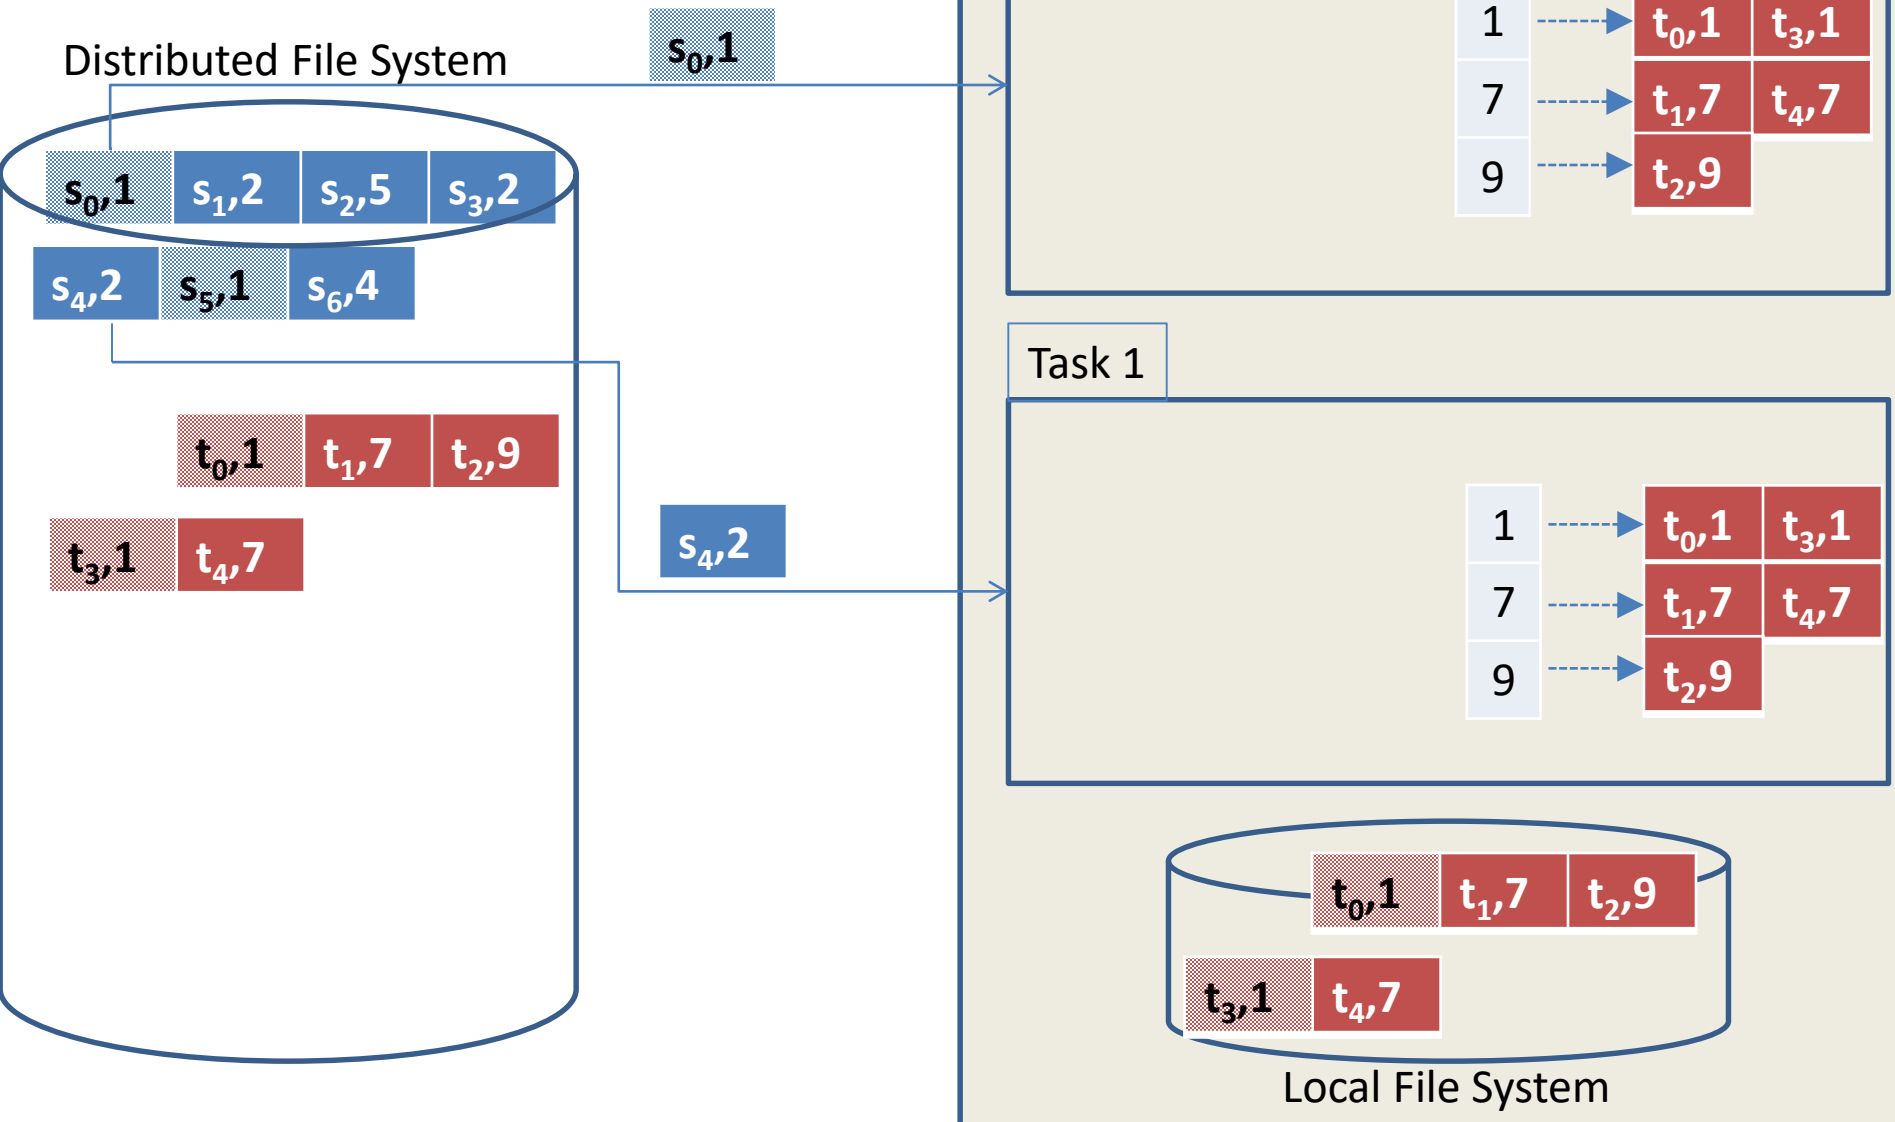 Distributed File System
s0,1
s0,1 s1,2 s2,5 s3,2
s4,2 s5,1 s6,4
t0,1 t1,7 t2,9
t3,1 t4,7
s4,2
1 t0,1 t3,1
7 t1,7 t4,7
9 t2,9
Task 1
1 t0,1 t3,1
7 t1,7 t4,7
9 t2,9
t0,1 t1,7 t2,9
t3,1 t4,7
Local File System